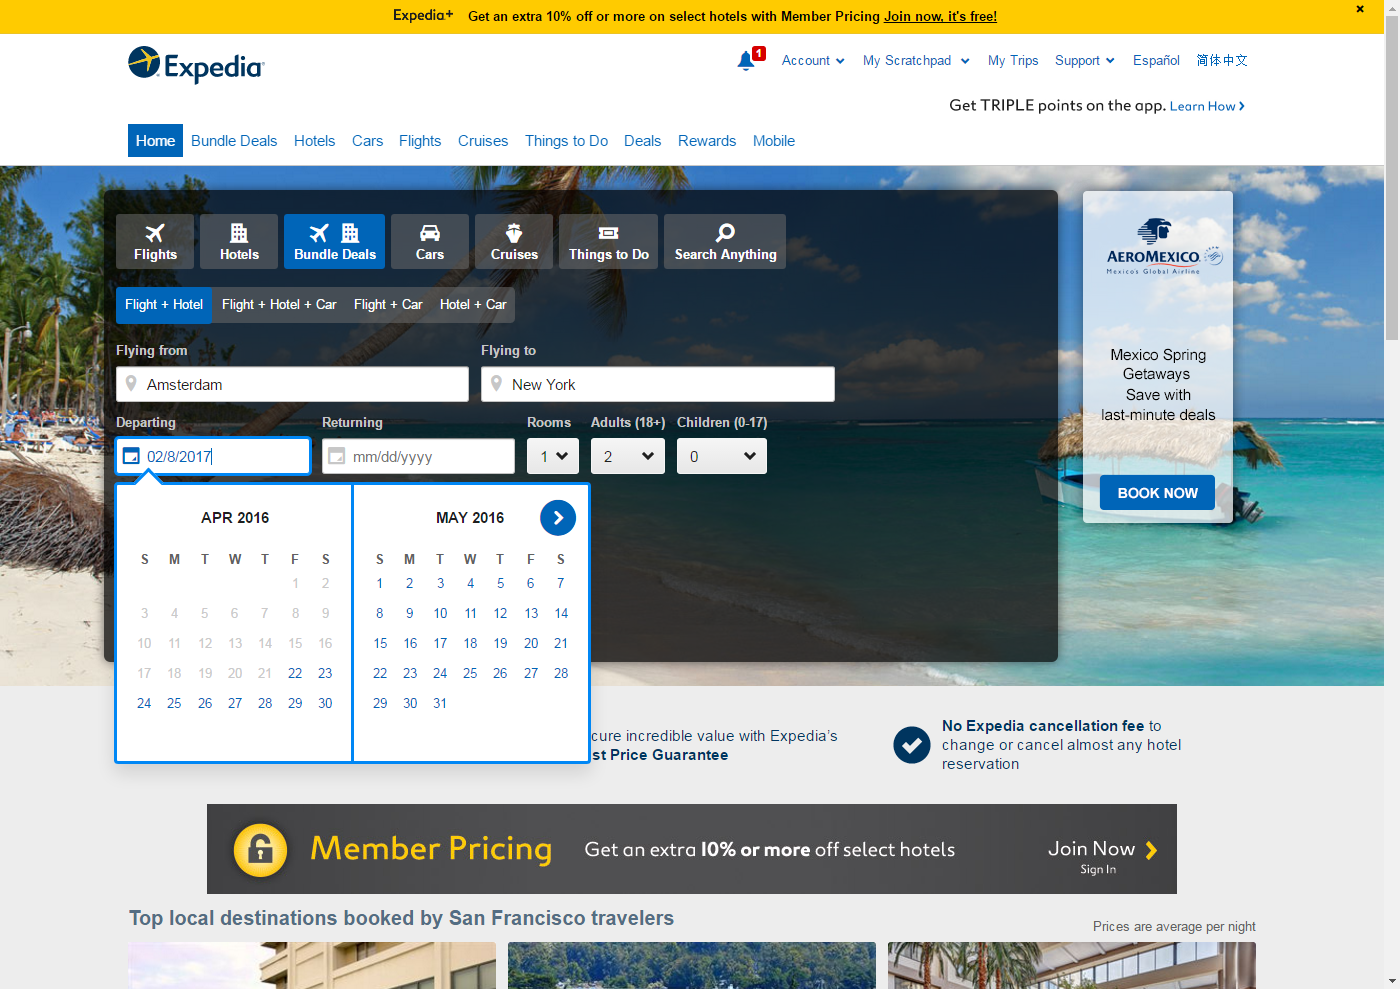 Expedia+ Get an extra 10% off or more on select hotels with Member Pricing Join now, it's free!
Expedia
1 Account My Scratchpad My Trips Support Español 简体中文
Get TRIPLE points on the app. Learn How
Home Bundle Deals Hotels Cars Flights Cruises Things to Do Deals Rewards Mobile
Flights Hotels Bundle Deals Cars Cruises Things to Do Search Anything
Flight + Hotel Flight + Hotel + Car Flight + Car Hotel + Car
Flying from Flying to
Amsterdam New York
Departing Returning Rooms Adults (18+) Children (0-17)
02/8/2017 mm/dd/yyyy 1 2 0
APR 2016
S M T W T F S
1 2
3 4 5 6 7 8 9
10 11 12 13 14 15 16
17 18 19 20 21 22 23
24 25 26 27 28 29 30
MAY 2016
S M T W T F S
1 2 3 4 5 6 7
8 9 10 11 12 13 14
15 16 17 18 19 20 21
22 23 24 25 26 27 28
29 30 31
AEROMEXICO
Mexico's Global Airline
Mexico Spring
Getaways
Save with
last-minute deals
BOOK NOW
cure incredible value with Expedia's
st Price Guarantee
No Expedia cancellation fee to
change or cancel almost any hotel
reservation
Member Pricing Get an extra 10% or more off select hotels Join Now
Sign In
Top local destinations booked by San Francisco travelers
Prices are average per night